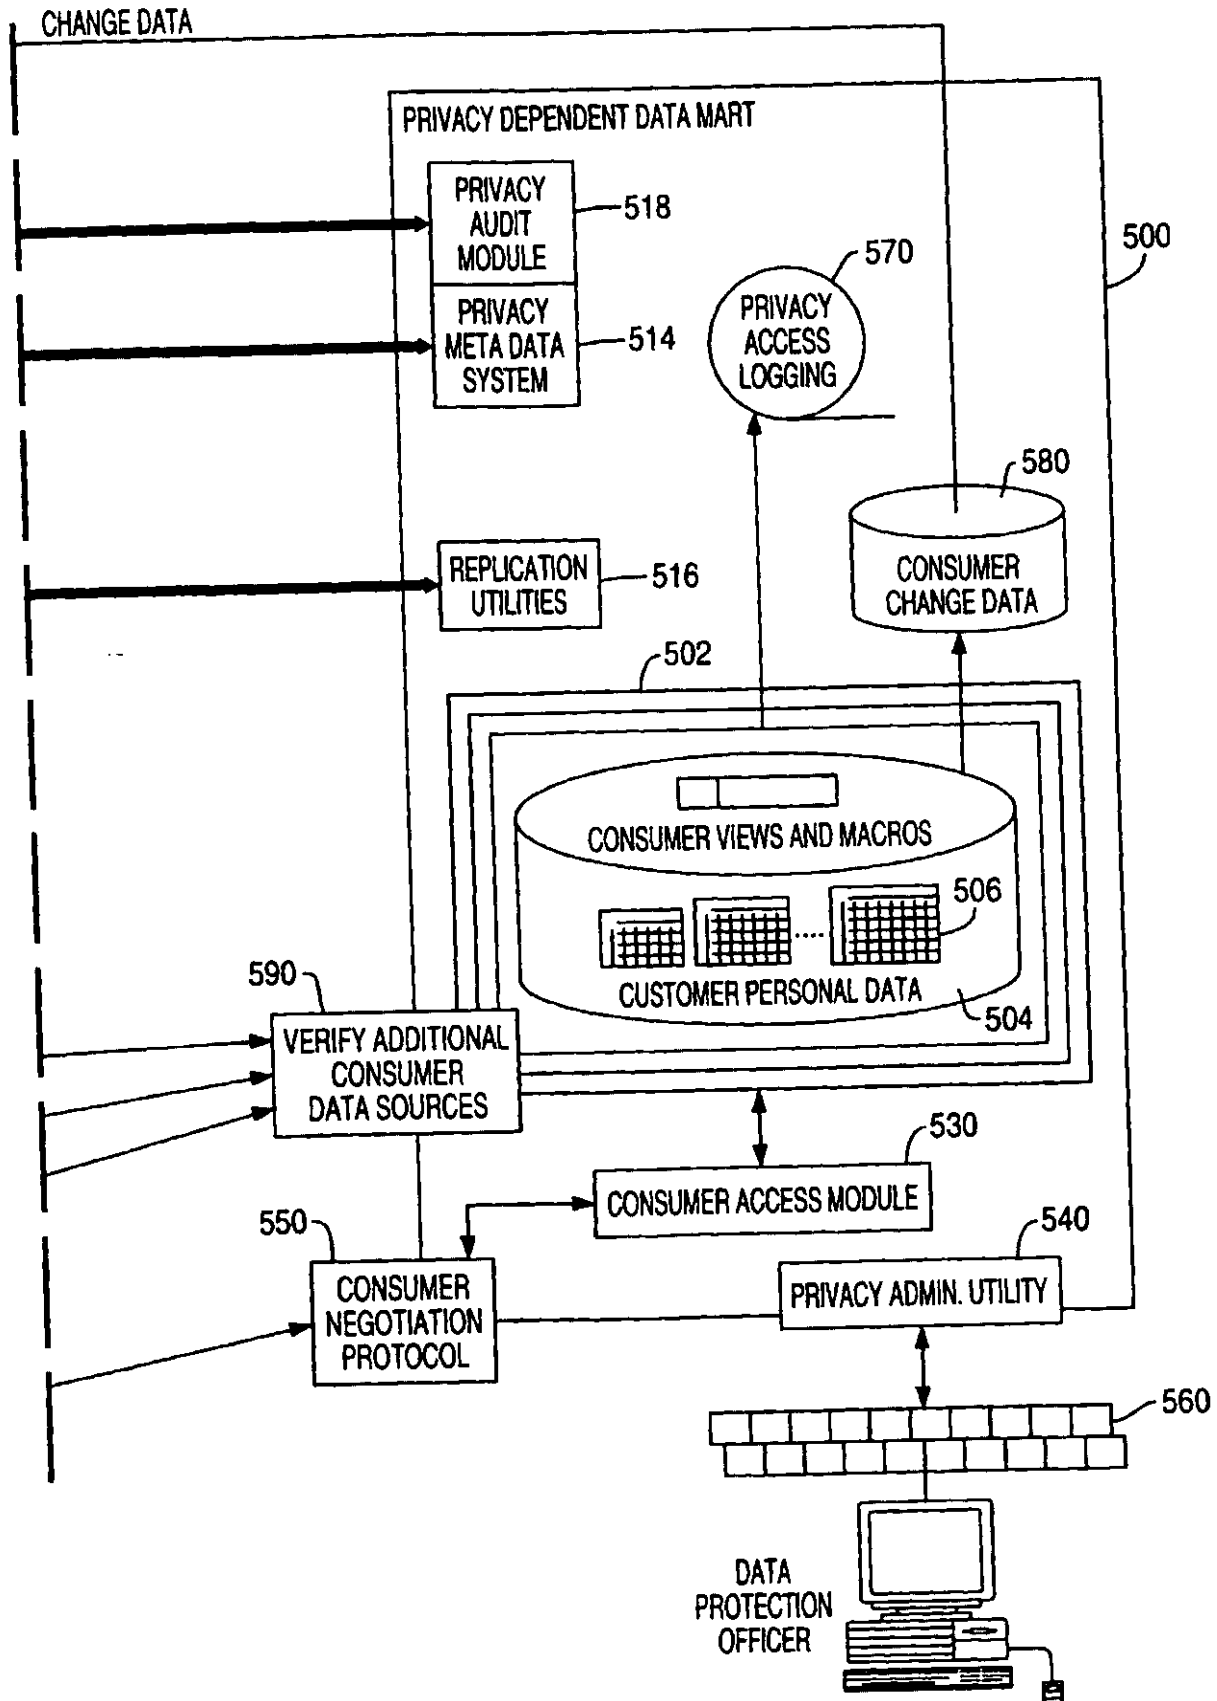 CHANGE DATA
PRIVACY DEPENDENT DATA MART
PRIVACY
AUDIT
MODULE
518
500
570
PRIVACY
ACCESS
LOGGING
PRIVACY
META DATA
SYSTEM
514
580
CONSUMER
CHANGE DATA
REPLICATION
UTILITIES
516
502
CONSUMER VIEWS AND MACROS
506
CUSTOMER PERSONAL DATA
504
590
VERIFY ADDITIONAL
CONSUMER
DATA SOURCES
530
CONSUMER ACCESS MODULE
550
540
CONSUMER
NEGOTIATION
PROTOCOL
PRIVACY ADMIN. UTILITY
560
DATA
PROTECTION
OFFICER